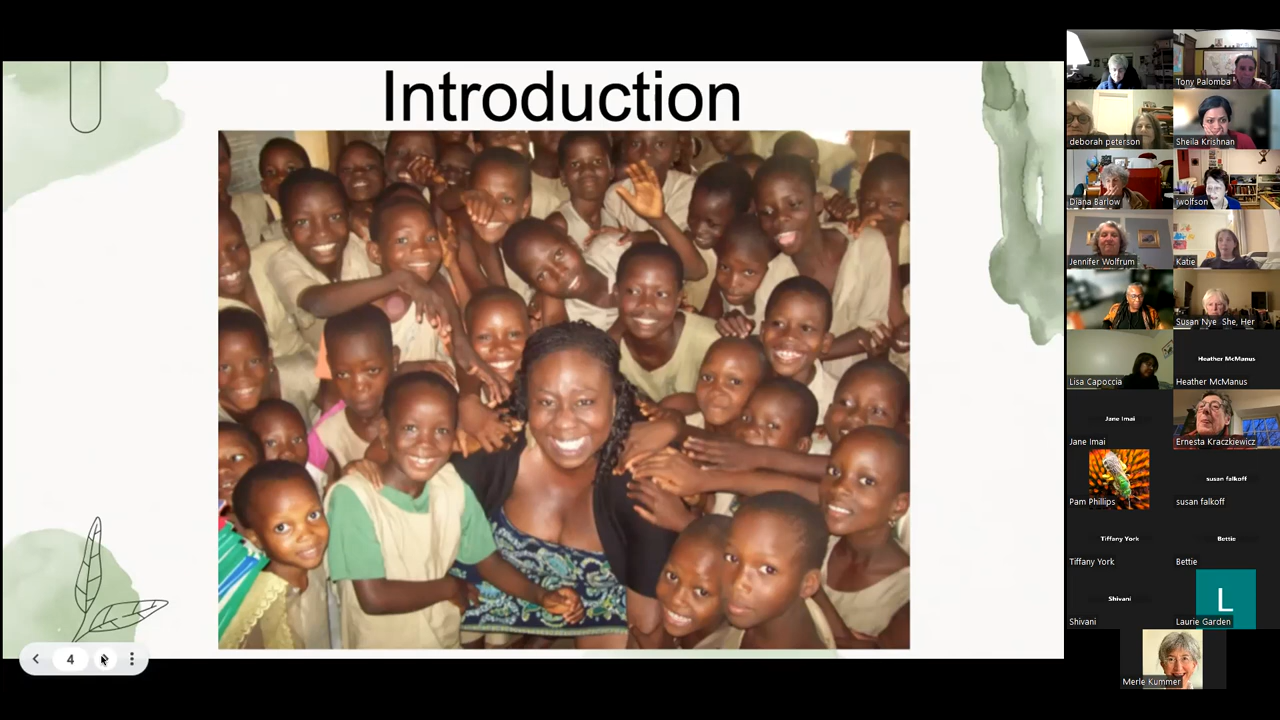 Introduction
4
Tony Palomba
deborah peterson
Sheila Krishnan
Diana Barlow
iwolfson
Jennifer Wolfrum
Katie
Susan Nye She, Her
Lisa Capoccia
Heather McManus
Heather McManus
Jane Imai
Jane Imai
Ernesta Kraczkiewicz
Pam Phillips
susan falkoff
susan falkoff
Tiffany York
Tiffany York
Bettie
Bettie
Shivani
Shivani
L
Laurie Garden
Merle Kummer